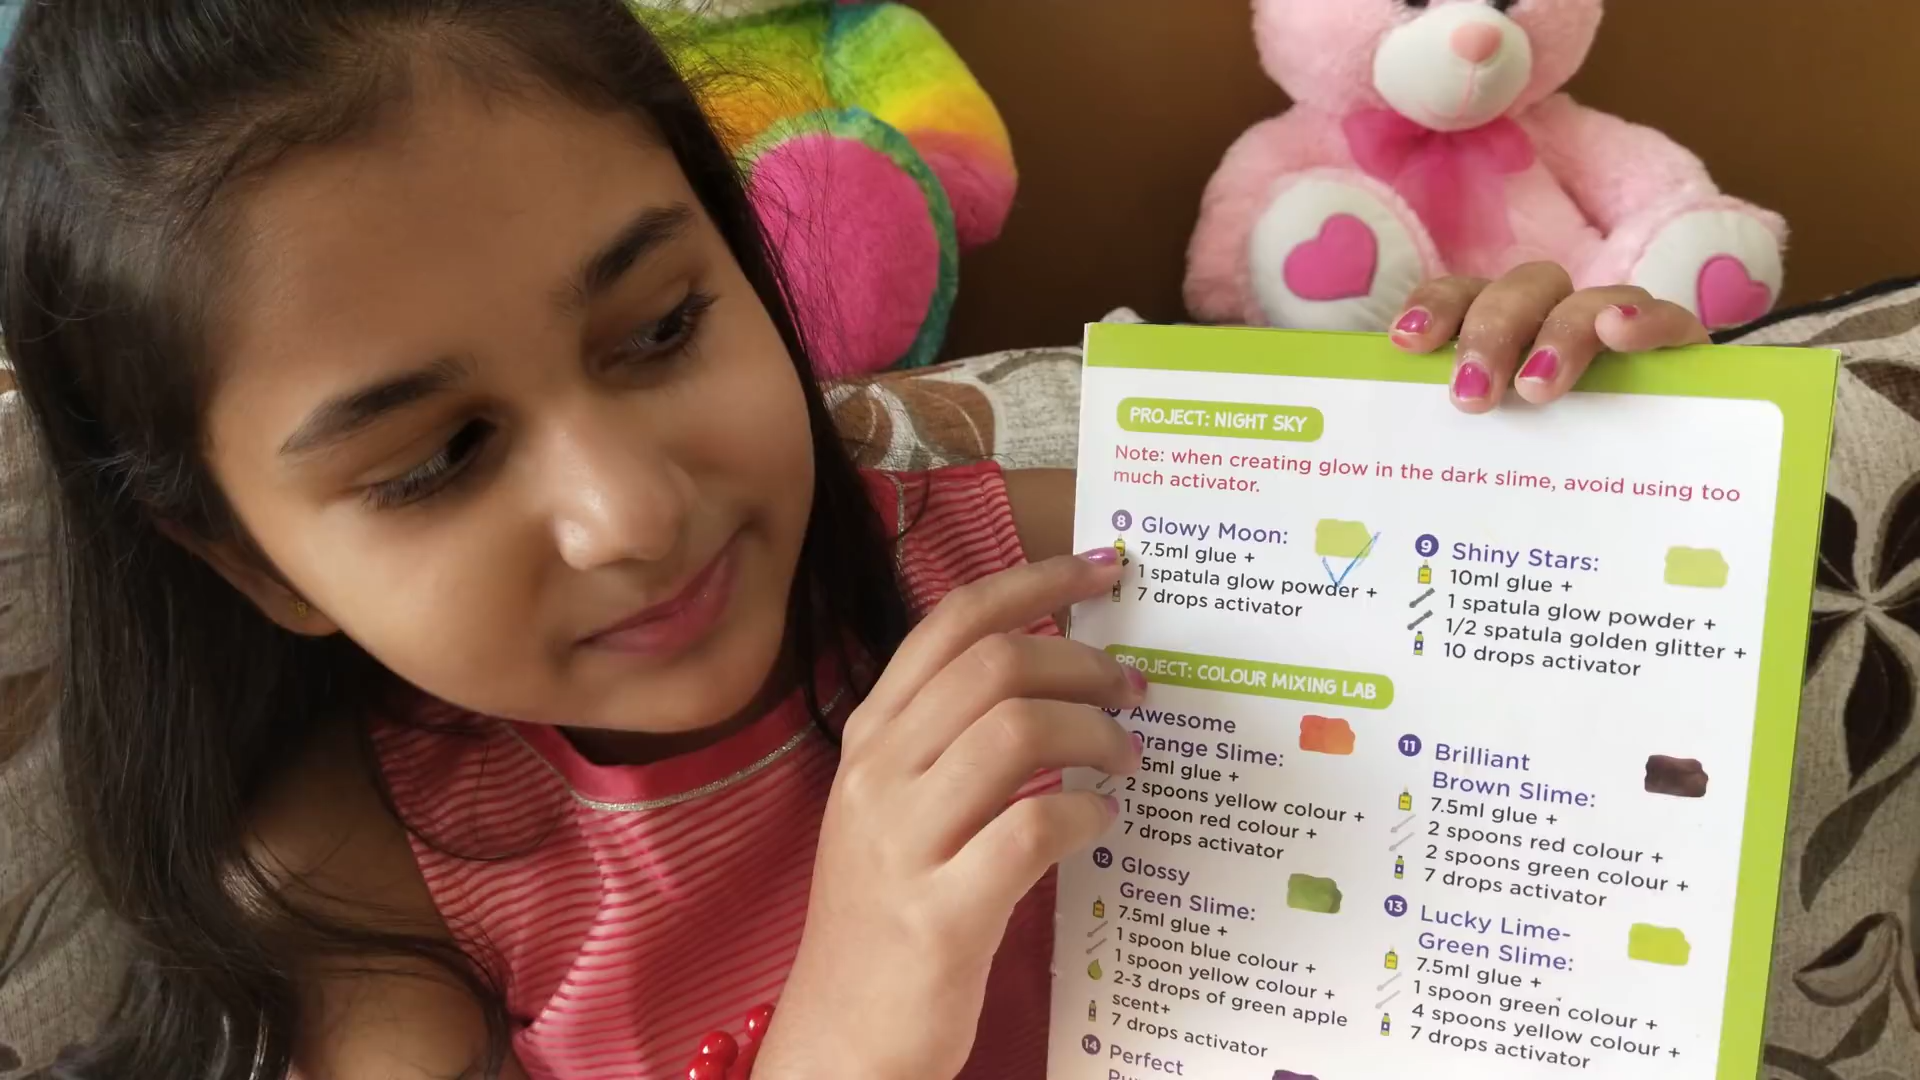 PROJECT: NIGHT SKY
Note: when creating glow in the dark slime, avoid using too
much activator.
8 Glowy Moon:
7.5ml glue +
1 spatula glow powder +
7 drops activator
9 Shiny Stars:
10ml glue +
1 spatula glow powder +
1/2 spatula golden glitter +
10 drops activator
PROJECT: COLOUR MIXING LAB
Awesome
Orange Slime:
5ml glue +
2 spoons yellow colour +
1 spoon red colour +
7 drops activator
11 Brilliant
Brown Slime:
7.5ml glue +
2 spoons red colour +
2 spoons green colour +
7 drops activator
12 Glossy
Green Slime:
7.5ml glue +
1 spoon blue colour +
1 spoon yellow colour +
2-3 drops of green apple
scent+
7 drops activator
13 Lucky Lime-
Green Slime:
7.5ml glue +
1 spoon green colour +
4 spoons yellow colour +
7 drops activator
14 Perfect